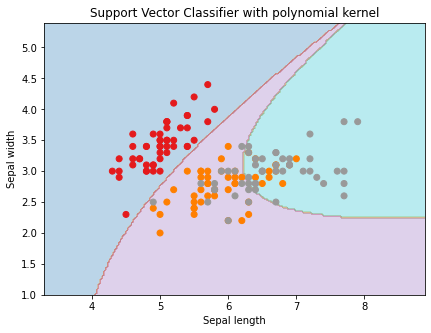 Support Vector Classifier with polynomial kernel
5.0
4.5
4.0
3.5
3.0
2.5
2.0
1.5
1.0
Sepal width
4 5 6 7 8
Sepal length